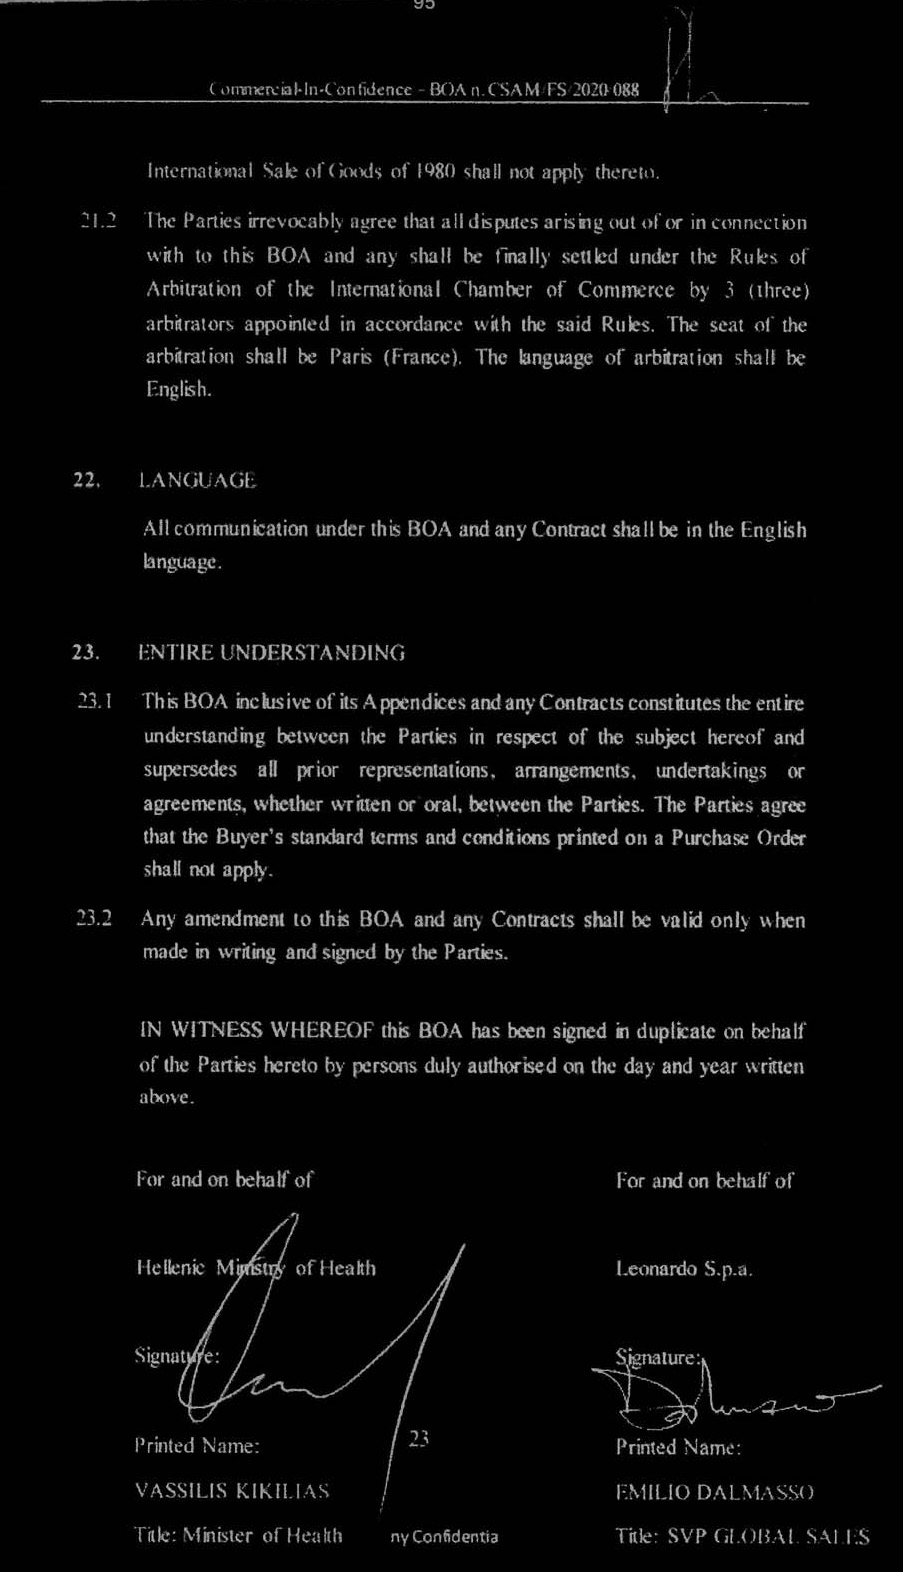 95
Commercial-In-Confidence - BOA n. CSAM/FS/2020/088
International Sale of Goods of 1980 shall not apply thereto.
21.2 The Parties irrevocably agree that all disputes arising out of or in connection
with to this BOA and any shall be finally settled under the Rules of
Arbitration of the International Chamber of Commerce by 3 (three)
arbitrators appointed in accordance with the said Rules. The seat of the
arbitration shall be Paris (France). The language of arbitration shall be
English.
22. LANGUAGE
All communication under this BOA and any Contract shall be in the English
language.
23. ENTIRE UNDERSTANDING
23.1 This BOA inclusive of its Appendices and any Contracts constitutes the entire
understanding between the Parties in respect of the subject hereof and
supersedes all prior representations, arrangements, undertakings or
agreements, whether written or oral, between the Parties. The Parties agree
that the Buyer's standard terms and conditions printed on a Purchase Order
shall not apply.
23.2 Any amendment to this BOA and any Contracts shall be valid only when
made in writing and signed by the Parties.
IN WITNESS WHEREOF this BOA has been signed in duplicate on behalf
of the Parties hereto by persons duly authorised on the day and year written
above.
For and on behalf of For and on behalf of
Hellenic Ministry of Health Leonardo S.p.a.
Signature: Signature:
Printed Name: 23 Printed Name:
VASSILIS KIKILIAS EMILIO DALMASSO
Title: Minister of Health ny Confidentia Title: SVP GLOBAL SALES